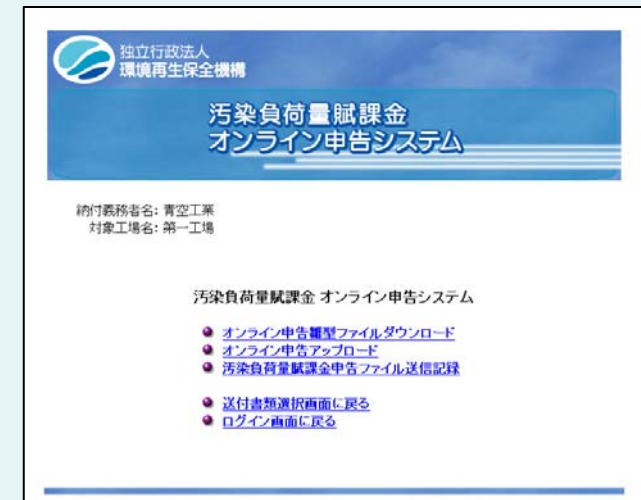 独立行政法人
環境再生保全機構
汚染負荷量賦課金
オンライン申告システム
納付義務者名: 青空工業
対象工場名: 第一工場
汚染負荷量賦課金 オンライン申告システム
オンライン申告雛型ファイルダウンロード
オンライン申告アップロード
汚染負荷量賦課金申告ファイル送信記録
送付書類選択画面に戻る
ログイン画面に戻る